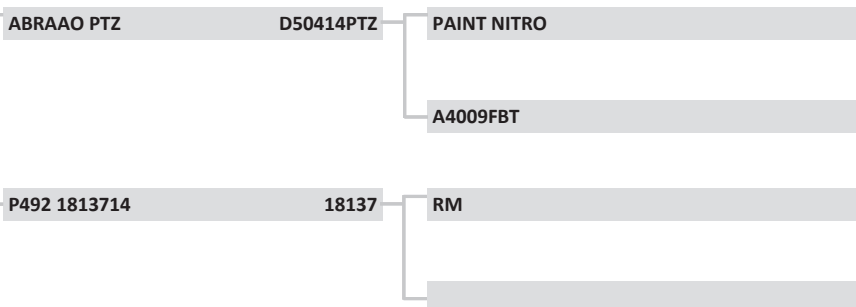 ABRAAO PTZ D50414PTZ PAINT NITRO
A4009FBT
P492 1813714 18137 RM